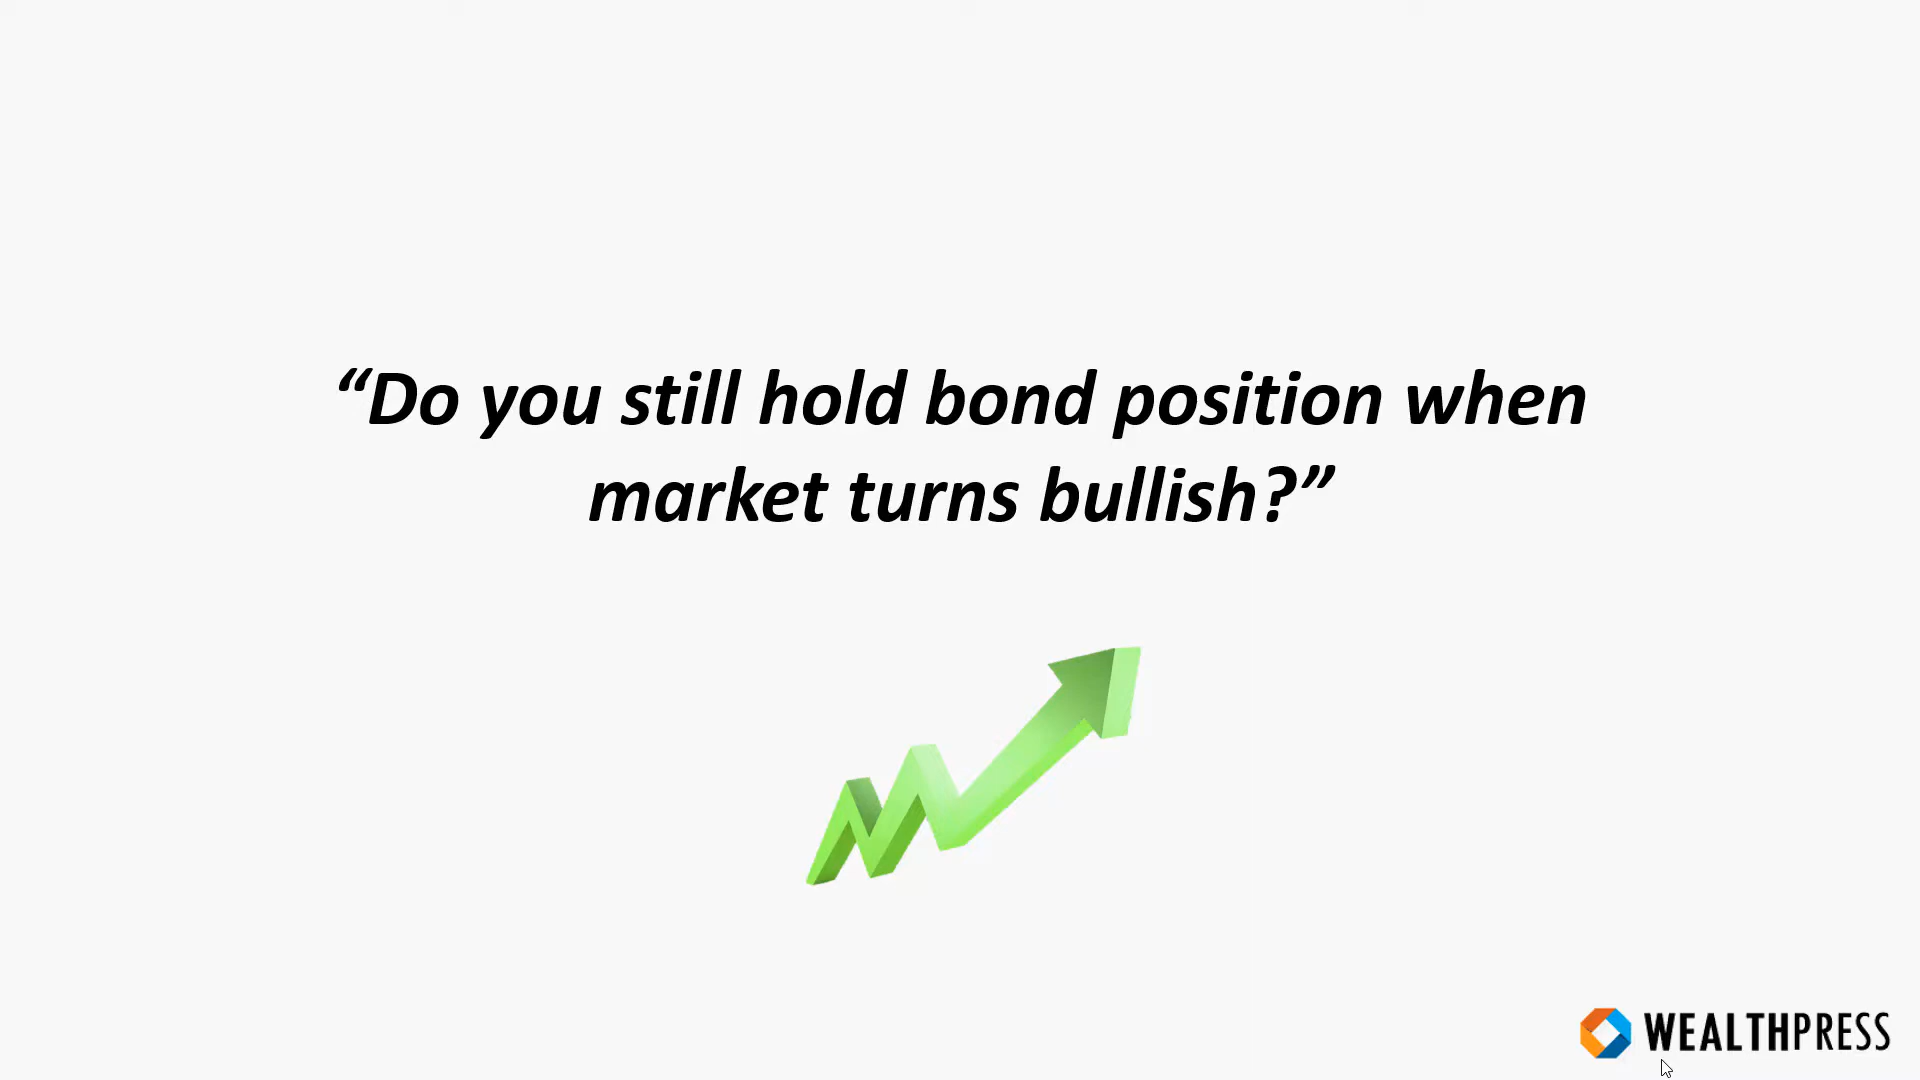 “Do you still hold bond position when
market turns bullish?”
WEALTHPRESS